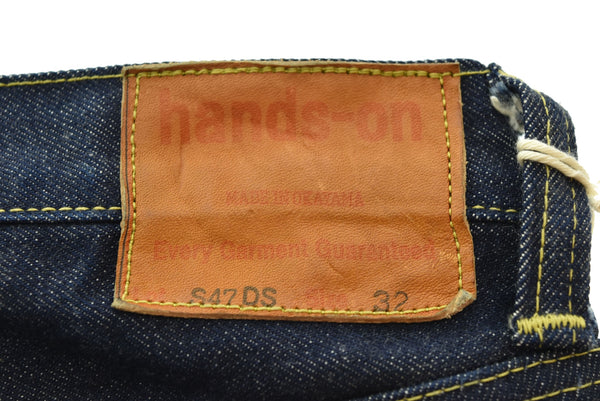 hands-on
MADE IN OKAYAMA
Every Garment Guaranteed
S47DS Size 32